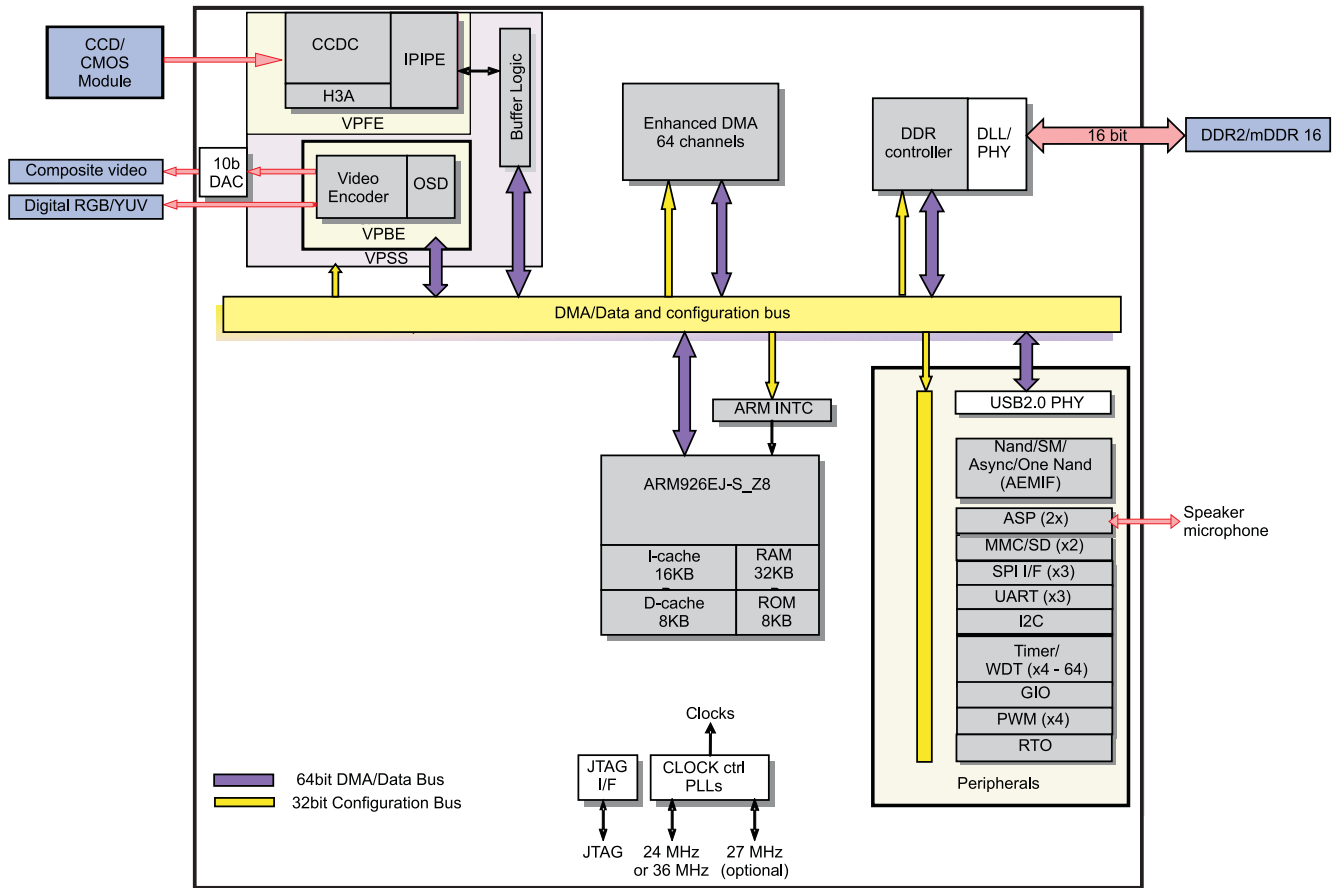 CCD/
CMOS
Module
CCDC
IPIPE
H3A
VPFE
Buffer Logic
Composite video
Digital RGB/YUV
10b
DAC
Video
Encoder
OSD
VPBE
VPSS
Enhanced DMA
64 channels
DDR
controller
DLL/
PHY
16 bit
DDR2/mDDR 16
DMA/Data and configuration bus
ARM INTC
ARM926EJ-S_Z8
I-cache
16KB
RAM
32KB
D-cache
8KB
ROM
8KB
USB2.0 PHY
Nand/SM/
Async/One Nand
(AEMIF)
ASP (2x)
Speaker
microphone
MMC/SD (x2)
SPI I/F (x3)
UART (x3)
I2C
Timer/
WDT (x4 - 64)
GIO
PWM (x4)
RTO
Peripherals
Clocks
JTAG
I/F
CLOCK ctrl
PLLs
64bit DMA/Data Bus
32bit Configuration Bus
JTAG
24 MHz
or 36 MHz
27 MHz
(optional)